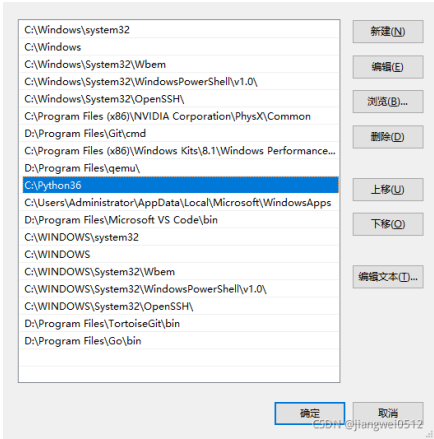 C:\Windows\system32
C:\Windows
C:\Windows\System32\Wbem
C:\Windows\System32\WindowsPowerShell\v1.0\
C:\Windows\System32\OpenSSH\
C:\Program Files (x86)\NVIDIA Corporation\PhysX\Common
D:\Program Files\Git\cmd
C:\Program Files (x86)\Windows Kits\8.1\Windows Performance...
D:\Program Files\qemu\
C:\Python36
C:\Users\Administrator\AppData\Local\Microsoft\WindowsApps
D:\Program Files\Microsoft VS Code\bin
C:\WINDOWS\system32
C:\WINDOWS
C:\WINDOWS\System32\Wbem
C:\WINDOWS\System32\WindowsPowerShell\v1.0\
C:\WINDOWS\System32\OpenSSH\
D:\Program Files\TortoiseGit\bin
D:\Program Files\Go\bin
新建(N)
编辑(E)
浏览(B)...
删除(D)
上移(U)
下移(O)
编辑文本(T)...
确定
取消
CSDN @jiangwei0512